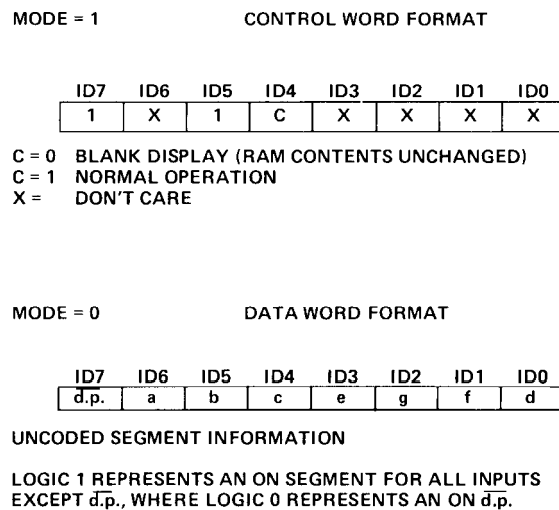 MODE = 1 CONTROL WORD FORMAT
ID7 ID6 ID5 ID4 ID3 ID2 ID1 ID0
1 X 1 C X X X X
C = 0 BLANK DISPLAY (RAM CONTENTS UNCHANGED)
C = 1 NORMAL OPERATION
X = DON'T CARE
MODE = 0 DATA WORD FORMAT
ID7 ID6 ID5 ID4 ID3 ID2 ID1 ID0
d.p. a b c e g f d
UNCODED SEGMENT INFORMATION
LOGIC 1 REPRESENTS AN ON SEGMENT FOR ALL INPUTS
EXCEPT d.p., WHERE LOGIC 0 REPRESENTS AN ON d.p.